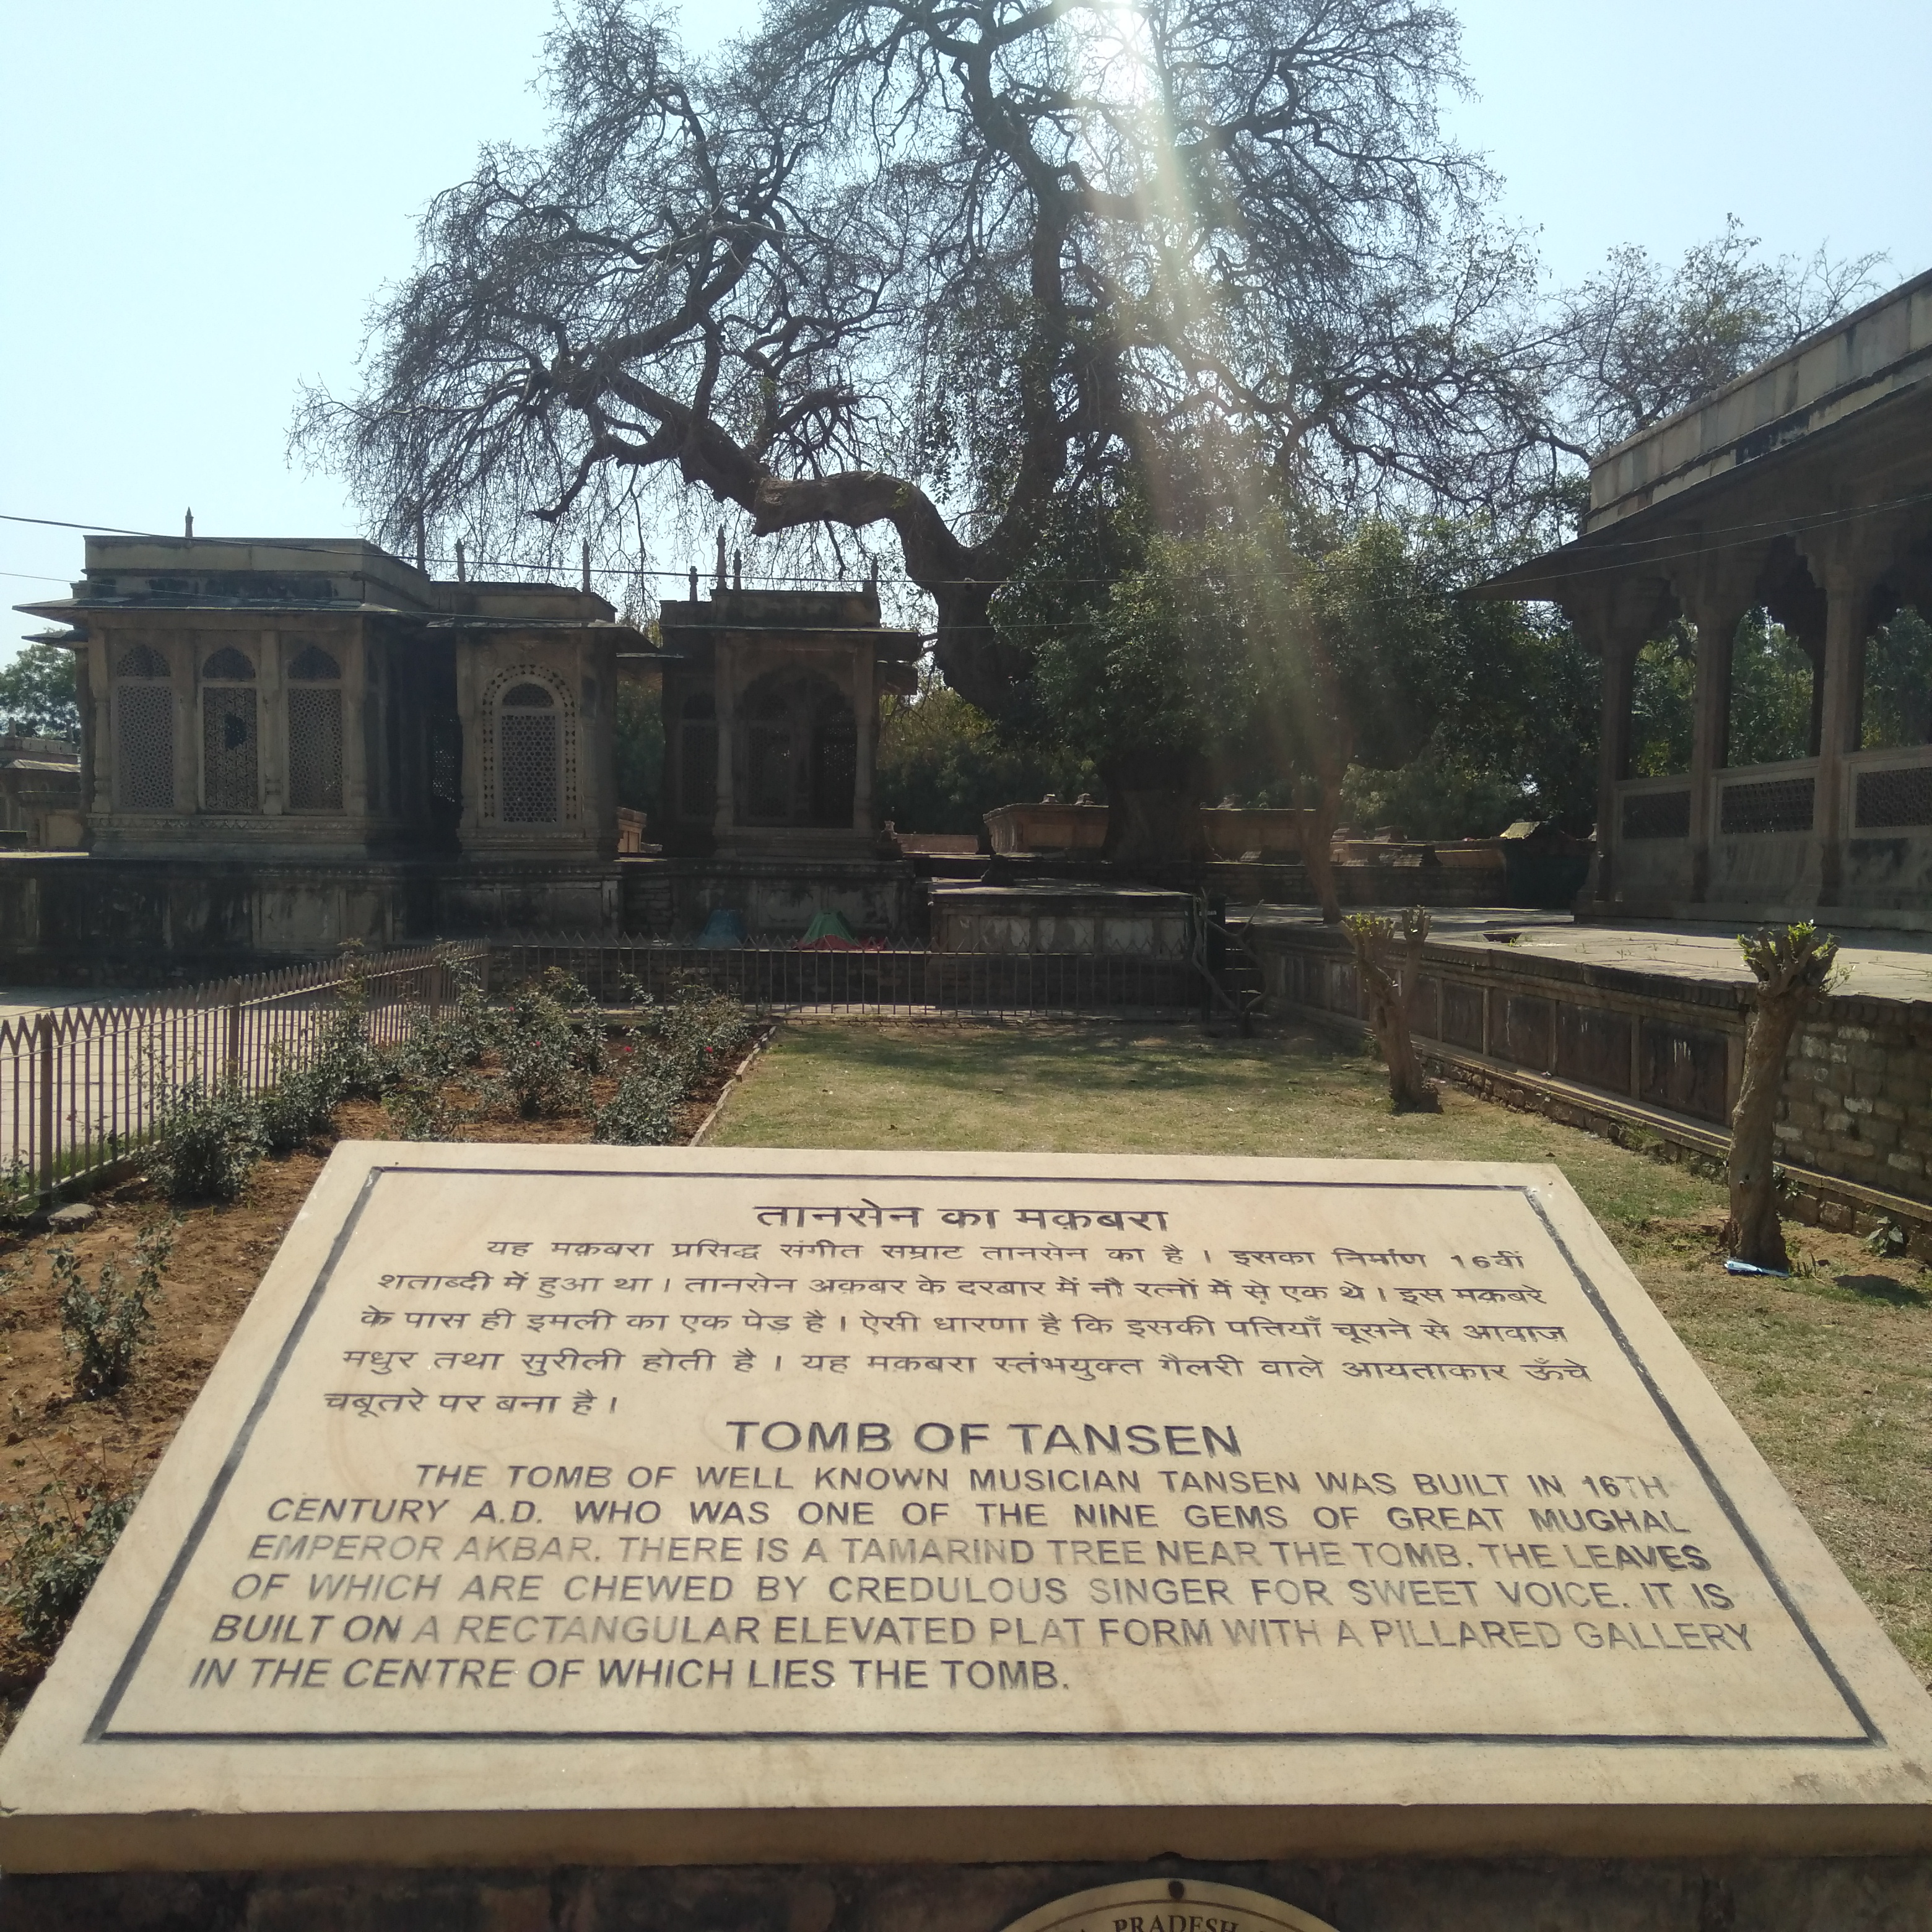 तानसेन का मक़बरा
यह मक़बरा प्रसिद्ध संगीत सम्राट तानसेन का है । इसका निर्माण 16वीं
शताब्दी में हुआ था । तानसेन अकबर के दरबार में नौ रत्नों में से एक थे । इस मकबरे
के पास ही इमली का एक पेड़ है । ऐसी धारणा है कि इसकी पत्तियाँ चूसने से आवाज
मधुर तथा सुरीली होती है । यह मक़बरा स्तंभयुक्त गैलरी वाले आयताकार ऊँचे
चबूतरे पर बना है ।
TOMB OF TANSEN
THE TOMB OF WELL KNOWN MUSICIAN TANSEN WAS BUILT IN 16TH
CENTURY A.D. WHO WAS ONE OF THE NINE GEMS OF GREAT MUGHAL
EMPEROR AKBAR. THERE IS A TAMARIND TREE NEAR THE TOMB. THE LEAVES
OF WHICH ARE CHEWED BY CREDULOUS SINGER FOR SWEET VOICE. IT IS
BUILT ON A RECTANGULAR ELEVATED PLAT FORM WITH A PILLARED GALLERY
IN THE CENTRE OF WHICH LIES THE TOMB.
PRADESH